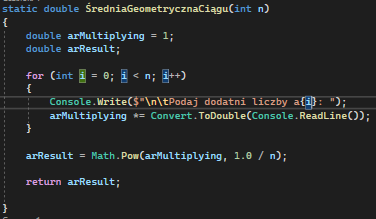 static double ŚredniaGeometrycznaCiągu(int n)
{
double arMultiplying = 1;
double arResult;
for (int i = 0; i < n; i++)
{
Console.Write($"\n\tPodaj dodatni liczby a{i}: ");
arMultiplying *= Convert.ToDouble(Console.ReadLine());
}
arResult = Math.Pow(arMultiplying, 1.0 / n);
return arResult;
}